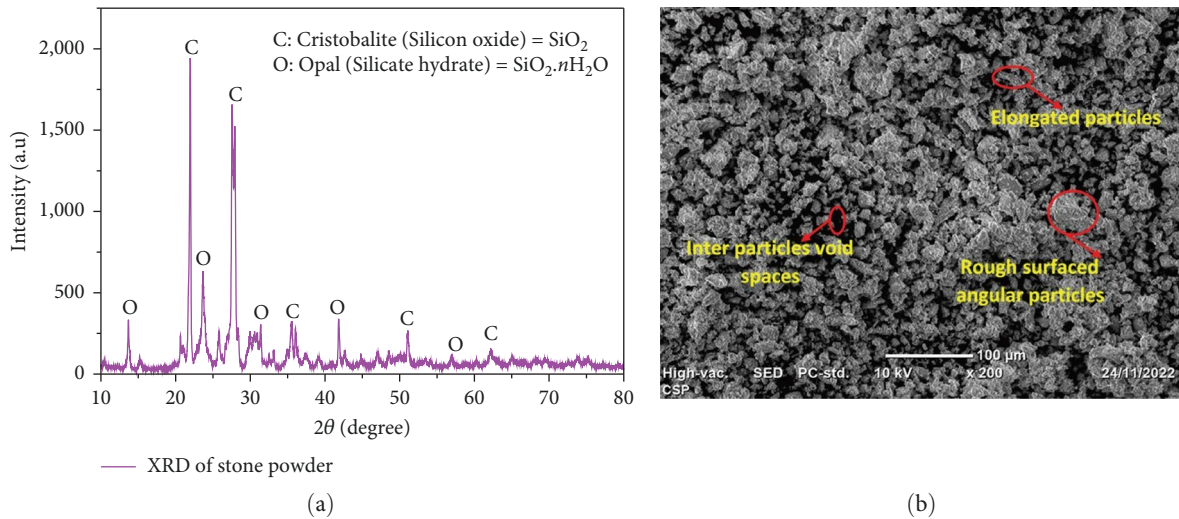 C: Cristobalite (Silicon oxide) = SiO₂
O: Opal (Silicate hydrate) = SiO₂.nH₂O
C
C
O
O
O
C
O
C
O
C
Intensity (a.u)
2,000
1,500
1,000
500
0
10 20 30 40 50 60 70 80
2θ (degree)
XRD of stone powder
(a)
Elongated particles
Inter particles void
spaces
Rough surfaced
angular particles
100 µm
High-vac. SED PC-std. 10 kV x 200 24/11/2022
CSP
(b)